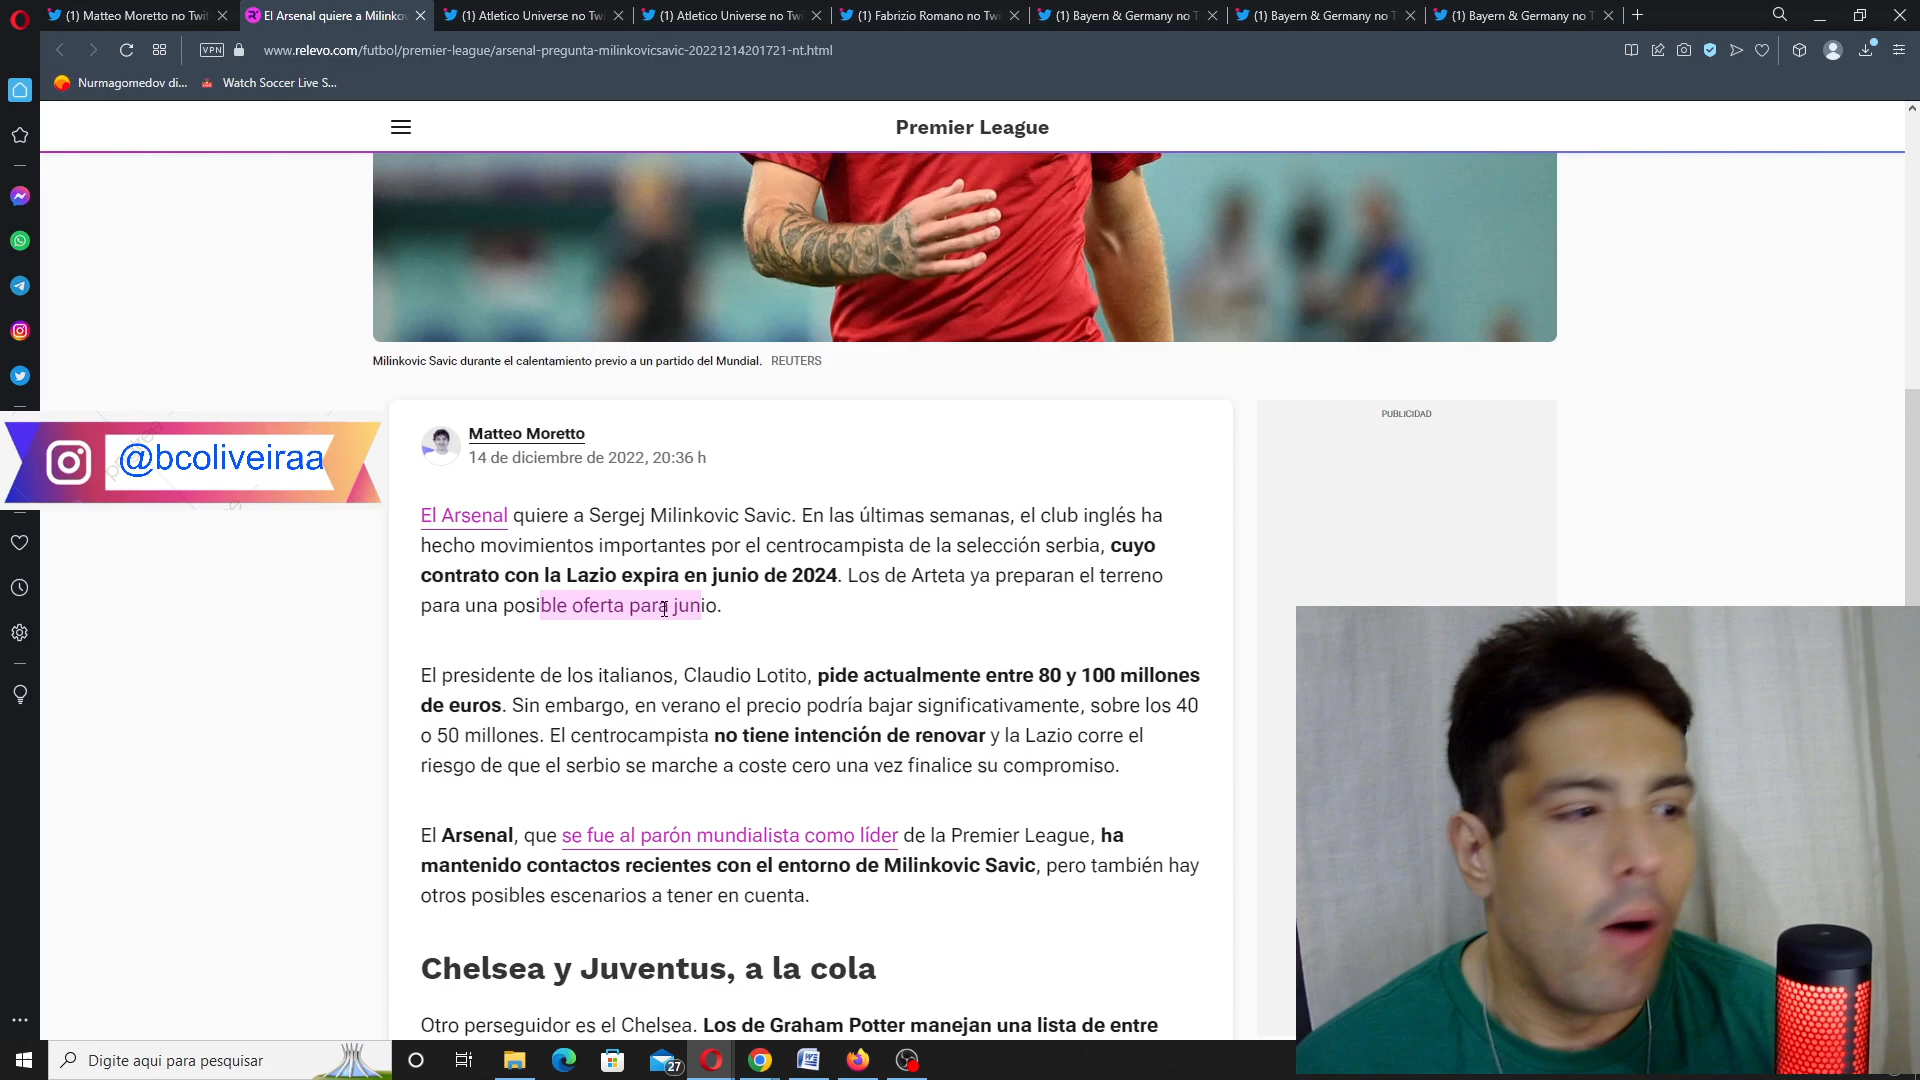 (1) Matteo Moretto no Twit
El Arsenal quiere a Milinkov
(1) Atletico Universe no Twi
(1) Atletico Universe no Twi
(1) Fabrizio Romano no Twi
(1) Bayern & Germany no T
(1) Bayern & Germany no T
(1) Bayern & Germany no T
VPN
www.relevo.com/futbol/premier-league/arsenal-pregunta-milinkovicsavic-20221214201721-nt.html
Nurmagomedov di...
Watch Soccer Live S...
Premier League
Milinkovic Savic durante el calentamiento previo a un partido del Mundial. REUTERS
PUBLICIDAD
Matteo Moretto
14 de diciembre de 2022, 20:36 h
@bcoliveiraa
El Arsenal quiere a Sergej Milinkovic Savic. En las últimas semanas, el club inglés ha
hecho movimientos importantes por el centrocampista de la selección serbia, cuyo
contrato con la Lazio expira en junio de 2024. Los de Arteta ya preparan el terreno
para una posible oferta para junio.
El presidente de los italianos, Claudio Lotito, pide actualmente entre 80 y 100 millones
de euros. Sin embargo, en verano el precio podría bajar significativamente, sobre los 40
o 50 millones. El centrocampista no tiene intención de renovar y la Lazio corre el
riesgo de que el serbio se marche a coste cero una vez finalice su compromiso.
El Arsenal, que se fue al parón mundialista como líder de la Premier League, ha
mantenido contactos recientes con el entorno de Milinkovic Savic, pero también hay
otros posibles escenarios a tener en cuenta.
Chelsea y Juventus, a la cola
Otro perseguidor es el Chelsea. Los de Graham Potter manejan una lista de entre
Digite aqui para pesquisar
27